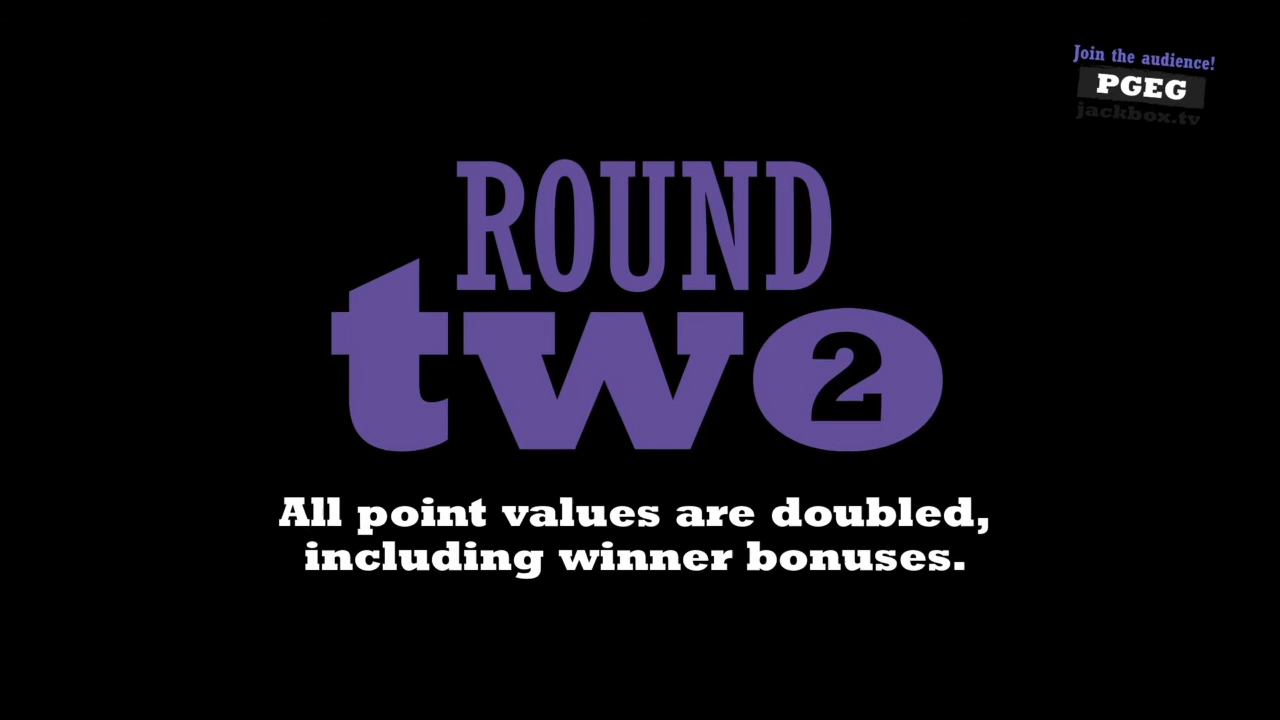 Join the audience!
PGEG
jackbox.tv
ROUND
two
2
All point values are doubled,
including winner bonuses.